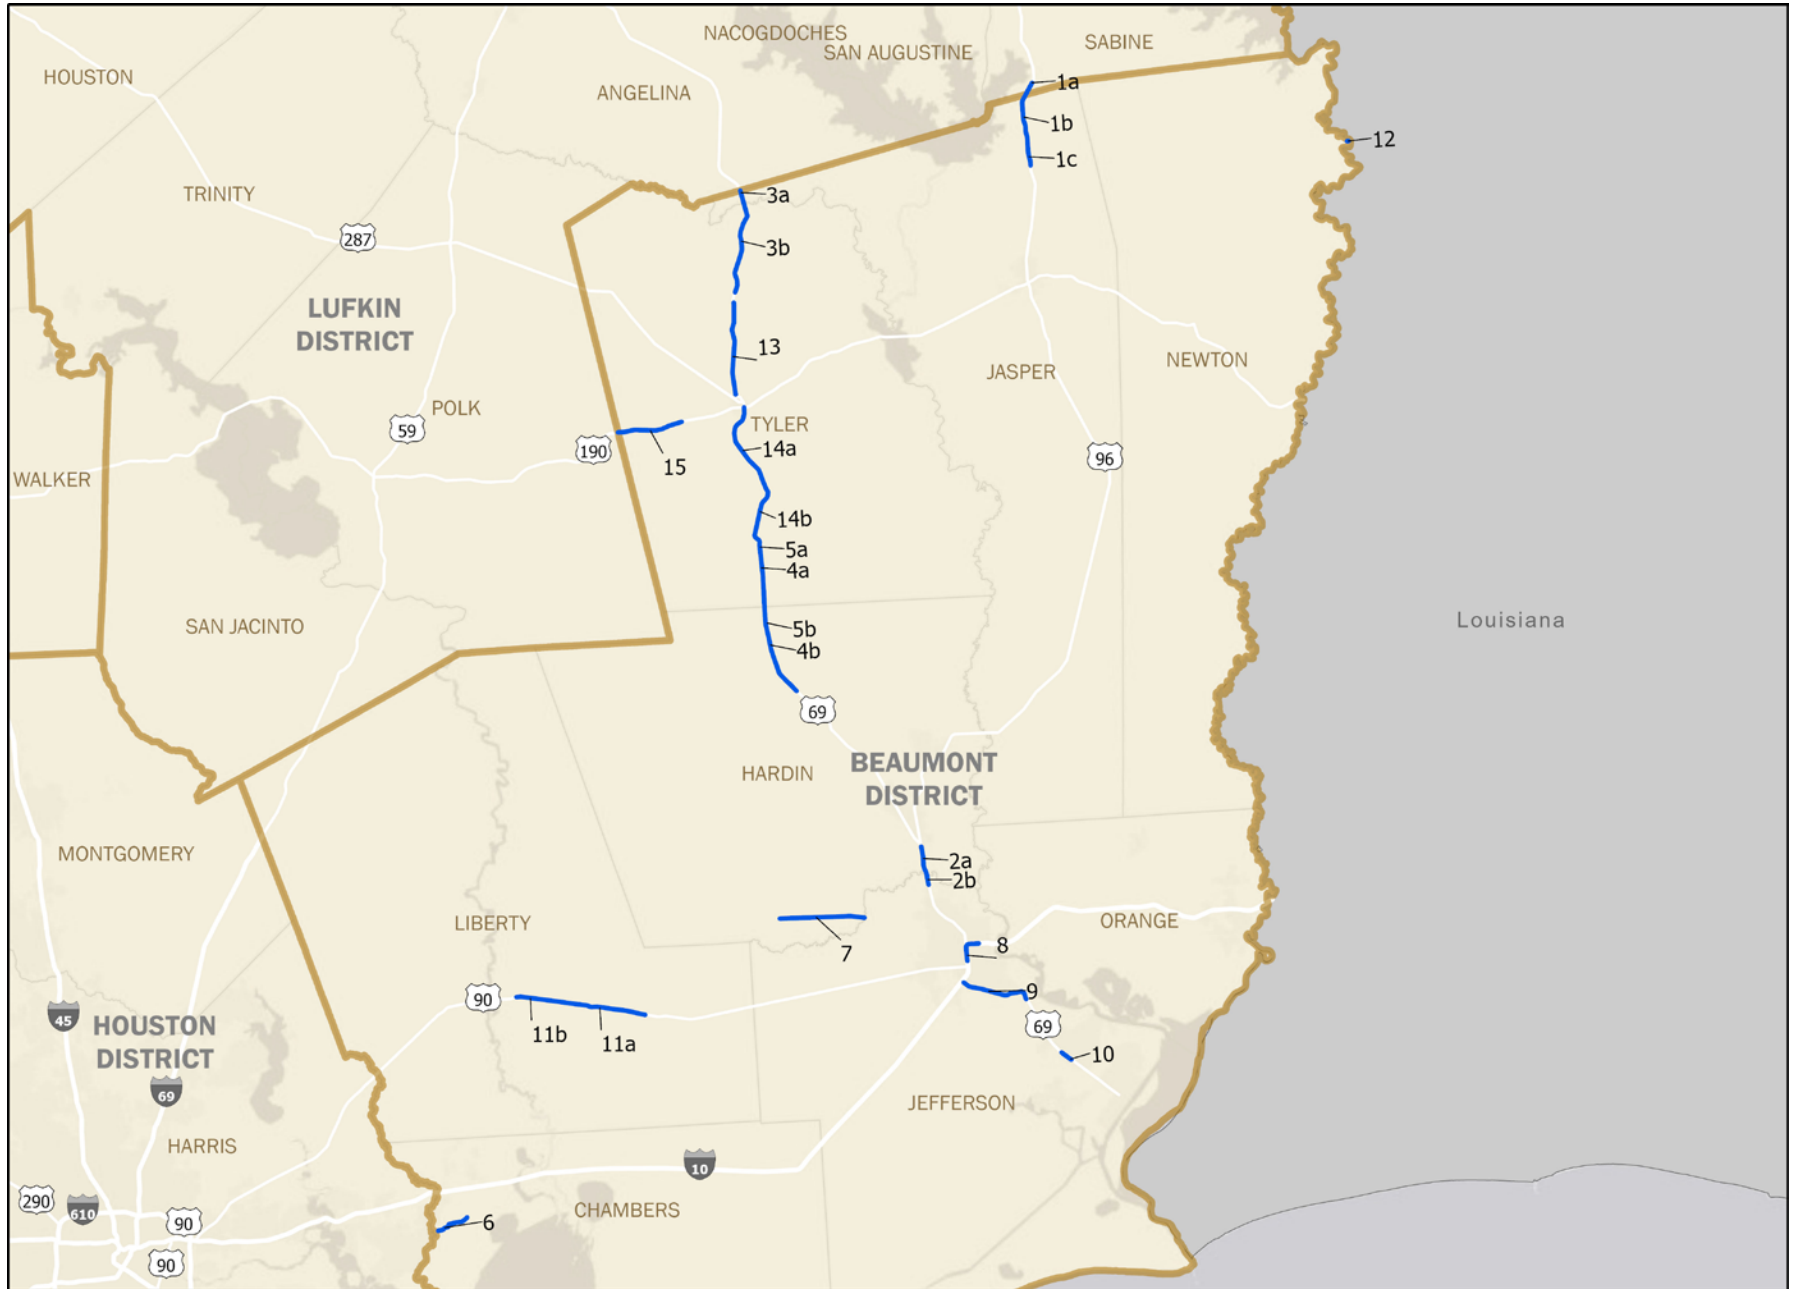 NACOGDOCHES
SAN AUGUSTINE
SABINE
HOUSTON
ANGELINA
1a
1b
12
1c
TRINITY
3a
287
3b
LUFKIN
DISTRICT
13
NEWTON
JASPER
POLK
59
TYLER
190
14a
96
15
WALKER
14b
5a
4a
Louisiana
SAN JACINTO
5b
4b
69
BEAUMONT
DISTRICT
HARDIN
MONTGOMERY
2a
2b
LIBERTY
ORANGE
7
8
9
90
45
HOUSTON
DISTRICT
11b
11a
69
10
69
JEFFERSON
HARRIS
10
290
610
90
CHAMBERS
6
90